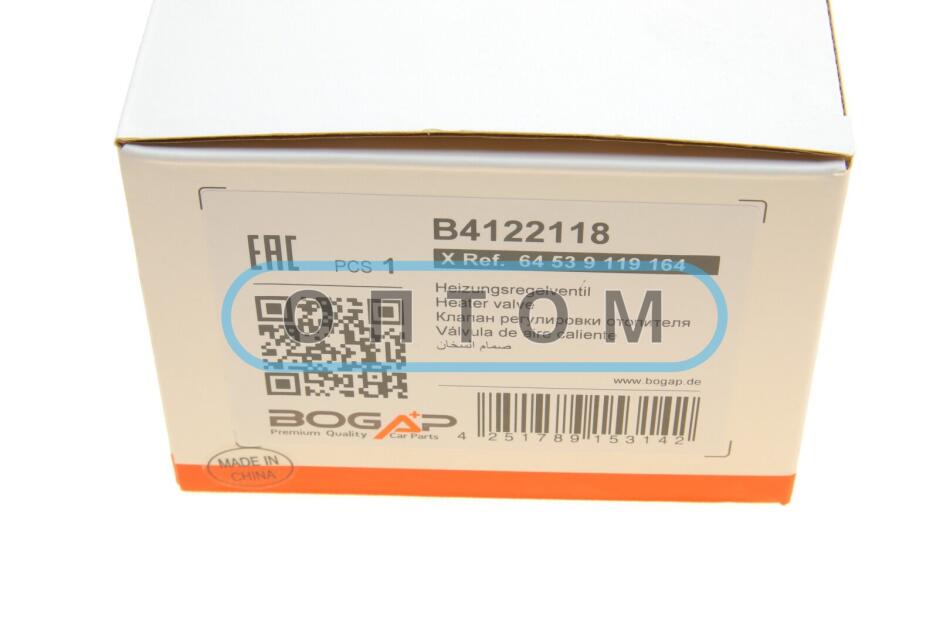 B4122118
EAC
PCS 1
X Ref. 64 53 9 119 164
Heizungsregelventil
Heater valve
Клапан регулировки отопителя
Válvula de aire caliente
صمام السخان
ОПТОМ
www.bogap.de
BOGAP
Premium Quality Car Parts
4 251789 153142
MADE IN
CHINA